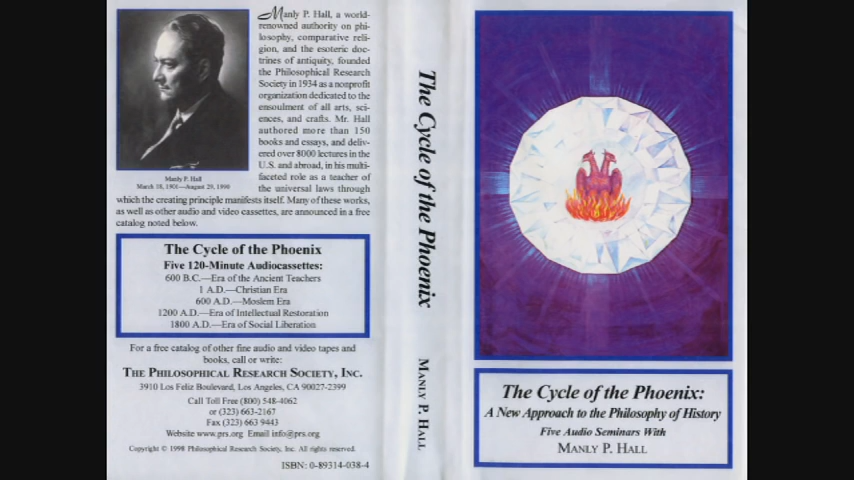 Manly P. Hall, a world-
renowned authority on phi-
losophy, comparative reli-
gion, and the esoteric doc-
trines of antiquity, founded
the Philosophical Research
Society in 1934 as a nonprofit
organization dedicated to the
ensoulment of all arts, sci-
ences, and crafts. Mr. Hall
authored more than 150
books and essays, and deliv-
ered over 8000 lectures in the
U.S. and abroad, in his multi-
faceted role as a teacher of
the universal laws through
which the creating principle manifests itself. Many of these works,
as well as other audio and video cassettes, are announced in a free
catalog noted below.
Manly P. Hall
March 18, 1901—August 29, 1990
The Cycle of the Phoenix
Five 120-Minute Audiocassettes:
600 B.C.—Era of the Ancient Teachers
1 A.D.—Christian Era
600 A.D.—Moslem Era
1200 A.D.—Era of Intellectual Restoration
1800 A.D.—Era of Social Liberation
For a free catalog of other fine audio and video tapes and
books, call or write:
THE PHILOSOPHICAL RESEARCH SOCIETY, INC.
3910 Los Feliz Boulevard, Los Angeles, CA 90027-2399
Call Toll Free (800) 548-4062
or (323) 663-2167
Fax (323) 663 9443
Website www.prs.org Email info@prs.org
Copyright © 1998 Philosophical Research Society, Inc. All rights reserved.
ISBN: 0-89314-038-4
The Cycle of the Phoenix
MANLY P. HALL
The Cycle of the Phoenix:
A New Approach to the Philosophy of History
Five Audio Seminars With
MANLY P. HALL